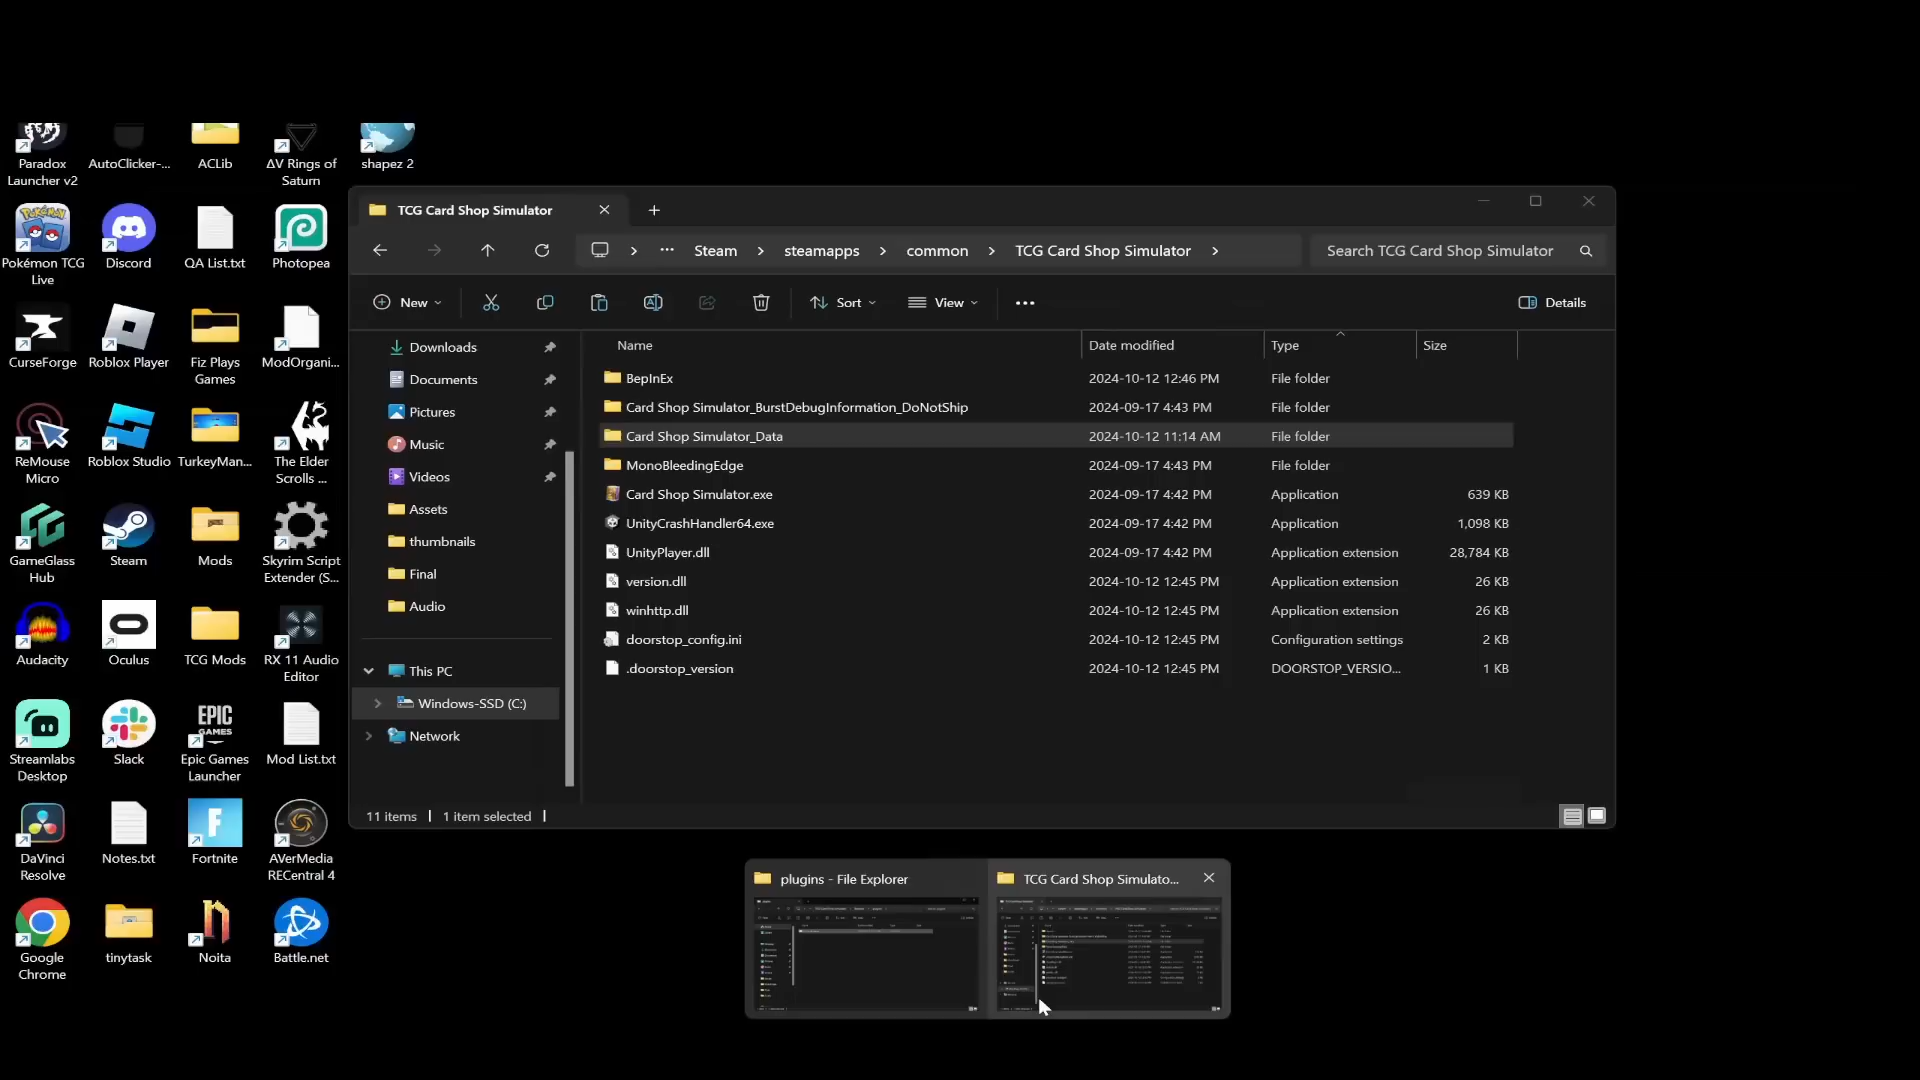 Paradox
Launcher v2
AutoClicker-...
ACLib
ΔV Rings of
Saturn
shapez 2
Pokémon TCG
Live
Discord
QA List.txt
Photopea
CurseForge
Roblox Player
Fiz Plays
Games
ModOrgani...
ReMouse
Micro
Roblox Studio
TurkeyMan...
The Elder
Scrolls ...
GameGlass
Hub
Steam
Mods
Skyrim Script
Extender (S...
Audacity
Oculus
TCG Mods
RX 11 Audio
Editor
Streamlabs
Desktop
Slack
EPIC
GAMES
Epic Games
Launcher
Mod List.txt
DaVinci
Resolve
Notes.txt
Fortnite
AVerMedia
RECentral 4
Google
Chrome
tinytask
Noita
Battle.net
TCG Card Shop Simulator
Steam > steamapps > common > TCG Card Shop Simulator >
Search TCG Card Shop Simulator
New
Sort
View
Details
Downloads
Documents
Pictures
Music
Videos
Assets
thumbnails
Final
Audio
This PC
Windows-SSD (C:)
Network
Name Date modified Type Size
BepInEx 2024-10-12 12:46 PM File folder
Card Shop Simulator_BurstDebugInformation_DoNotShip 2024-09-17 4:43 PM File folder
Card Shop Simulator_Data 2024-10-12 11:14 AM File folder
MonoBleedingEdge 2024-09-17 4:43 PM File folder
Card Shop Simulator.exe 2024-09-17 4:42 PM Application 639 KB
UnityCrashHandler64.exe 2024-09-17 4:42 PM Application 1,098 KB
UnityPlayer.dll 2024-09-17 4:42 PM Application extension 28,784 KB
version.dll 2024-10-12 12:45 PM Application extension 26 KB
winhttp.dll 2024-10-12 12:45 PM Application extension 26 KB
doorstop_config.ini 2024-10-12 12:45 PM Configuration settings 2 KB
.doorstop_version 2024-10-12 12:45 PM DOORSTOP_VERSIO... 1 KB
11 items 1 item selected
plugins - File Explorer
TCG Card Shop Simulato...